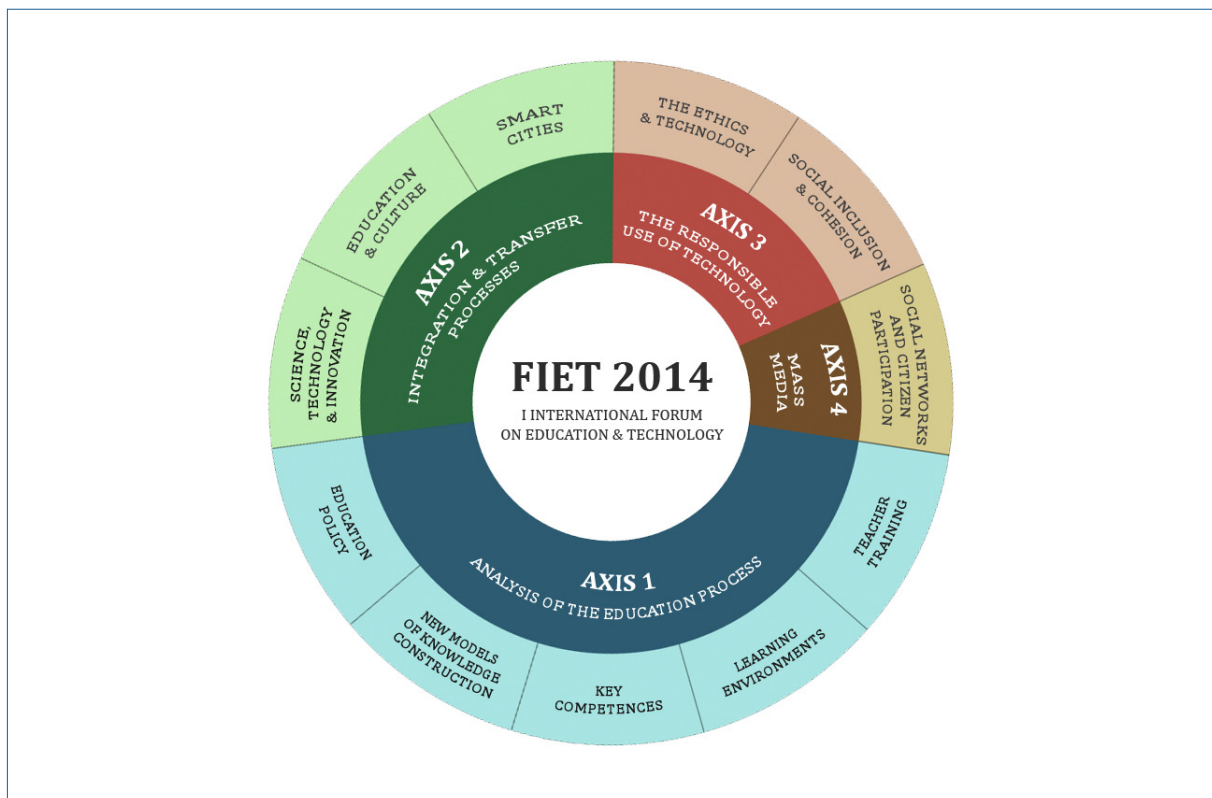 FIET 2014
I INTERNATIONAL FORUM
ON EDUCATION & TECHNOLOGY
AXIS 1
ANALYSIS OF THE EDUCATION PROCESS
EDUCATION
POLICY
NEW MODELS
OF KNOWLEDGE
CONSTRUCTION
KEY
COMPETENCES
LEARNING
ENVIRONMENTS
TEACHER
TRAINING
AXIS 2
INTEGRATION & TRANSFER
PROCESSES
SCIENCE,
TECHNOLOGY
& INNOVATION
EDUCATION
& CULTURE
SMART
CITIES
AXIS 3
THE RESPONSIBLE
USE OF TECHNOLOGY
THE ETHICS
& TECHNOLOGY
SOCIAL INCLUSION
& COHESION
AXIS 4
MASS
MEDIA
SOCIAL NETWORKS
AND CITIZEN
PARTICIPATION